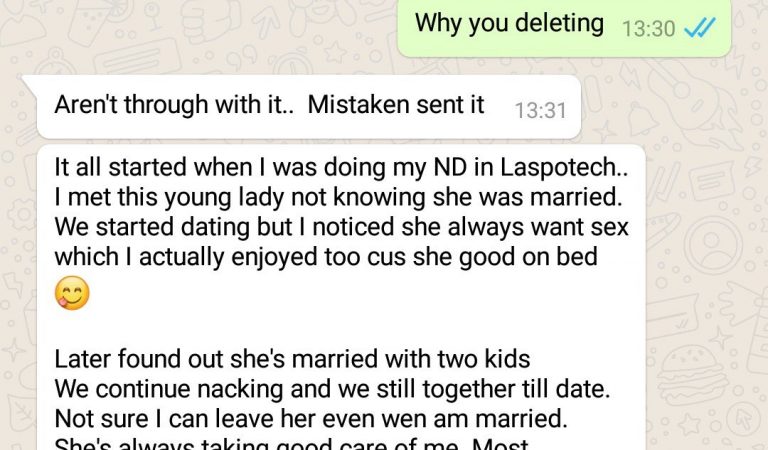 Why you deleting 13:30
Aren't through with it.. Mistaken sent it 13:31
It all started when I was doing my ND in Laspotech..
I met this young lady not knowing she was married.
We started dating but I noticed she always want sex
which I actually enjoyed too cus she good on bed
😋
Later found out she's married with two kids
We continue nacking and we still together till date.
Not sure I can leave her even wen am married.
She's always taking good care of me. Most